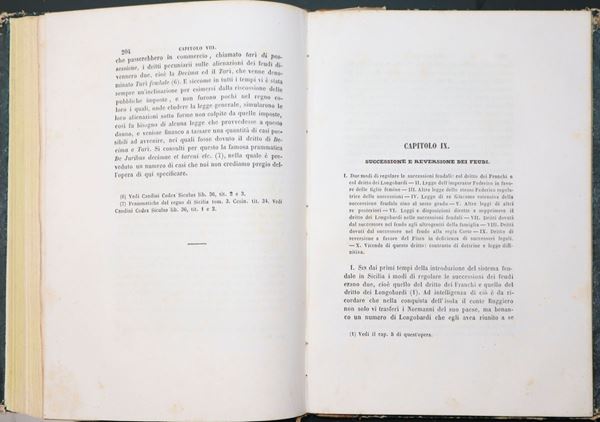 204
CAPITOLO VIII.
che passerebbero in commercio, chiamato tari di pos-
sessione, i dritti pecuniarii sulle alienazioni dei feudi di-
vennero due, cioè la Decima ed il Tari, che venne deno-
minato Tari feudale (6). E siccome in tutti i tempi vi è stata
sempre un'inclinazione per esimersi dalla riscossione delle
pubbliche imposte, e non furono pochi nel regno co-
loro i quali, onde eludere la legge generale, simularono le
loro alienazioni sotto forme non colpite da quelle imposte,
così fu bisogno di alcuna legge che provvedesse a questo
danno, e venisse financo a tassare una quantità di casi pos-
sibili ad avvenire, nei quali fosse dovuto il dritto di De-
cima e Tari. Si consulti per questo la famosa prammatica
De Juribus decimae et tareni etc. (7), nella quale è pre-
veduto un numero di casi che noi non crediamo pregio del-
l'opera di qui specificare.
(6) Vedi Candini Codex Siculus lib. 36, tit. 2 e 3.
(7) Prammatiche del regno di Sicilia tom. 3. Cesin. tit. 34. Vedi
Candini Codex Siculus lib. 36, tit. 1 e 2.
CAPITOLO IX.
SUCCESSIONE E REVERSIONE DEI FEUDI.
I. Due modi di regolare le successioni feudali: col dritto dei Franchi e
col dritto dei Longobardi — II. Legge dell'imperator Federico in favo-
re delle figlie femine — III. Altre leggi dello stesso Federico regola-
trice delle successioni — IV. Legge di re Giacomo estensiva della
successione feudale sino al sesto grado — V. Altre leggi di altri
re posteriori — VI. Leggi e disposizioni dirette a sopprimere il
dritto dei Longobardi nelle successioni feudali — VII. Dritti dovuti
dal successore nel feudo agli ultrogeniti della famiglia — VIII. Dritti
dovuti dal successore nel feudo alla regia Corte — IX. Dritto di
reversione a favore del Fisco in deficienza di successori legali.
— X. Vicende di questo dritto: contrasto di dottrine e legge diffi-
nitiva.
I. Sin dai primi tempi della introduzione del sistema feu-
dale in Sicilia i modi di regolare le successioni dei feudi
erano due, cioè quello del dritto dei Franchi e quello del
dritto dei Longobardi (1). Ad intelligenza di ciò è da ri-
cordare che nella conquista dell'isola il conte Ruggiero
non solo vi trasferì i Normanni del suo paese, ma benan-
co un numero di Longobardi che egli avea riunito a se
(1) Vedi il cap. 5 di quest'opera.